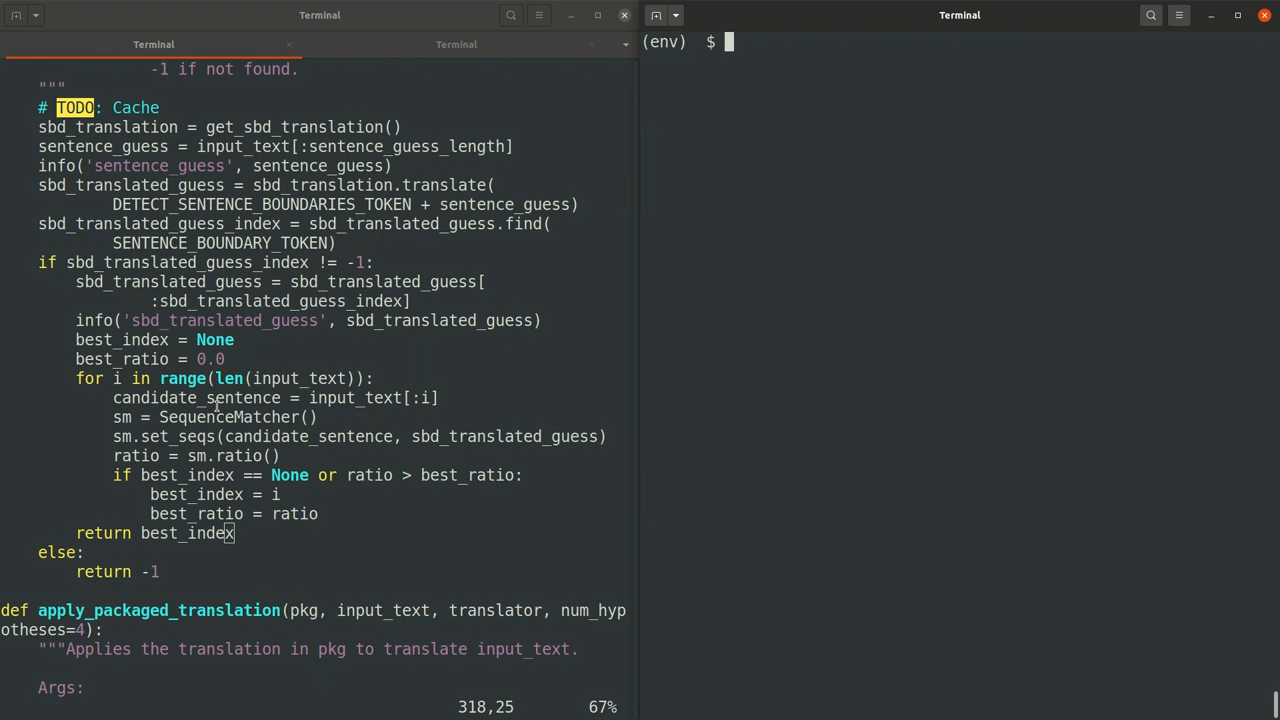 Terminal
Terminal
Terminal
Terminal
(env)  $
-1 if not found.
"""
# TODO: Cache
sbd_translation = get_sbd_translation()
sentence_guess = input_text[:sentence_guess_length]
info('sentence_guess', sentence_guess)
sbd_translated_guess = sbd_translation.translate(
DETECT_SENTENCE_BOUNDARIES_TOKEN + sentence_guess)
sbd_translated_guess_index = sbd_translated_guess.find(
SENTENCE_BOUNDARY_TOKEN)
if sbd_translated_guess_index != -1:
sbd_translated_guess = sbd_translated_guess[
:sbd_translated_guess_index]
info('sbd_translated_guess', sbd_translated_guess)
best_index = None
best_ratio = 0.0
for i in range(len(input_text)):
candidate_sentence = input_text[:i]
sm = SequenceMatcher()
sm.set_seqs(candidate_sentence, sbd_translated_guess)
ratio = sm.ratio()
if best_index == None or ratio > best_ratio:
best_index = i
best_ratio = ratio
return best_index
else:
return -1
def apply_packaged_translation(pkg, input_text, translator, num_hyp
otheses=4):
"""Applies the translation in pkg to translate input_text.
Args:
318,25 67%